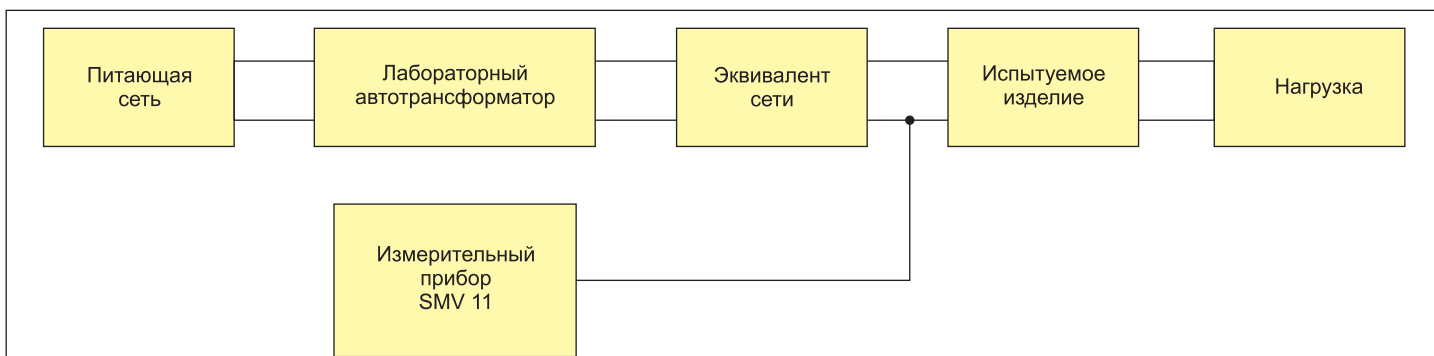 Питающая
сеть
Лабораторный
автотрансформатор
Эквивалент
сети
Испытуемое
изделие
Нагрузка
Измерительный
прибор
SMV 11